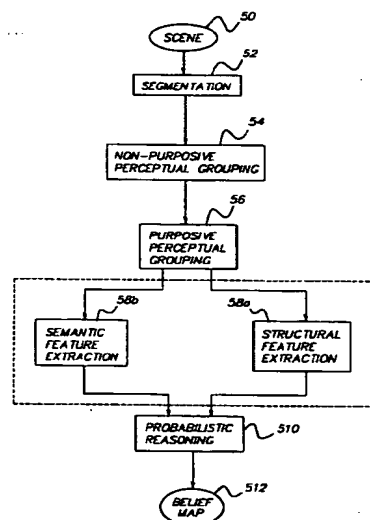 50
SCENE
52
SEGMENTATION
54
NON-PURPOSIVE
PERCEPTUAL GROUPING
56
PURPOSIVE
PERCEPTUAL
GROUPING
58b
SEMANTIC
FEATURE
EXTRACTION
58a
STRUCTURAL
FEATURE
EXTRACTION
PROBABILISTIC
REASONING
510
512
BELIEF
MAP